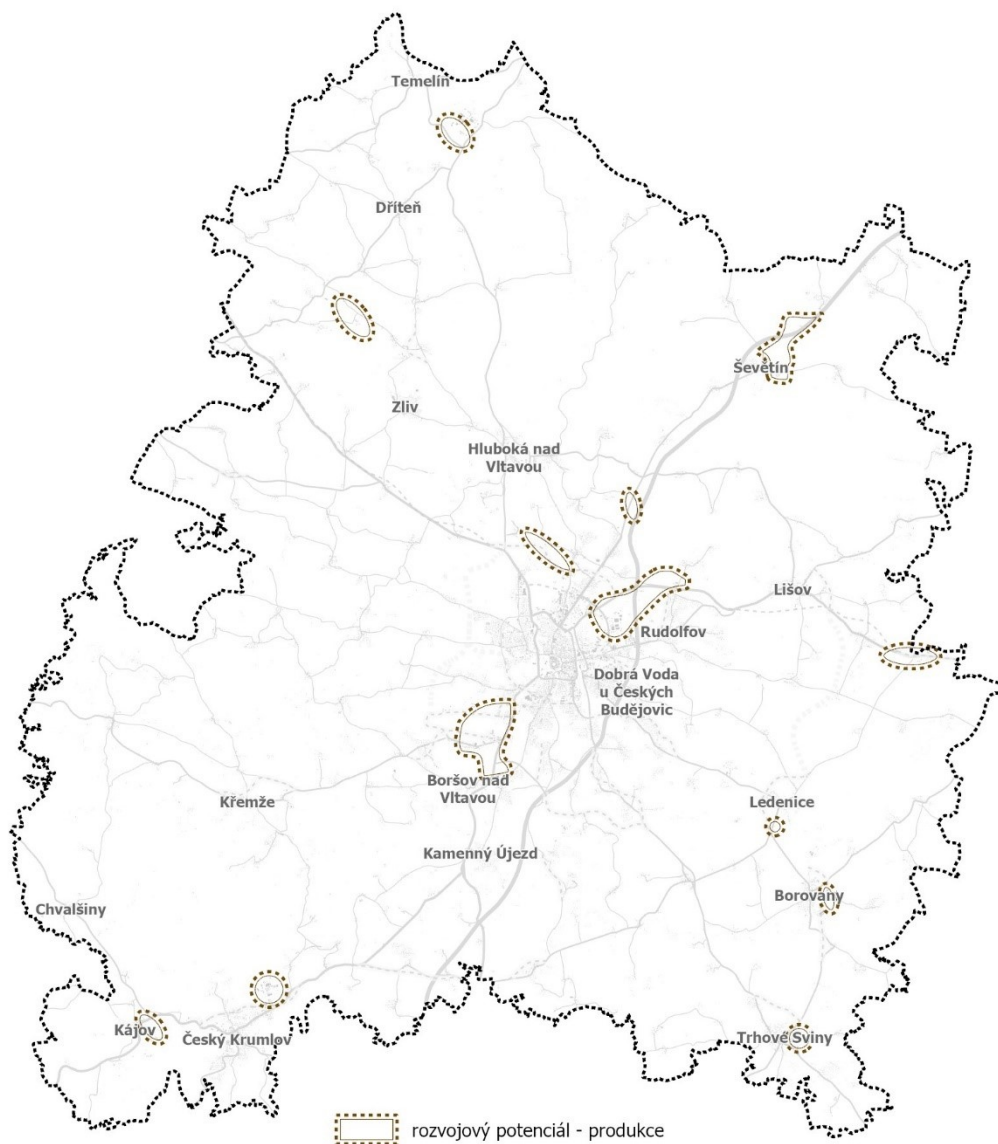 Temelín
Dříteň
Ševětín
Zliv
Hluboká nad
Vltavou
Lišov
Rudolfov
Dobrá Voda
u Českých
Budějovic
Boršov nad
Vltavou
Křemže
Ledenice
Kamenný Újezd
Borovany
Chvalšiny
Kájov
Český Krumlov
Trhové Sviny
rozvojový potenciál - produkce